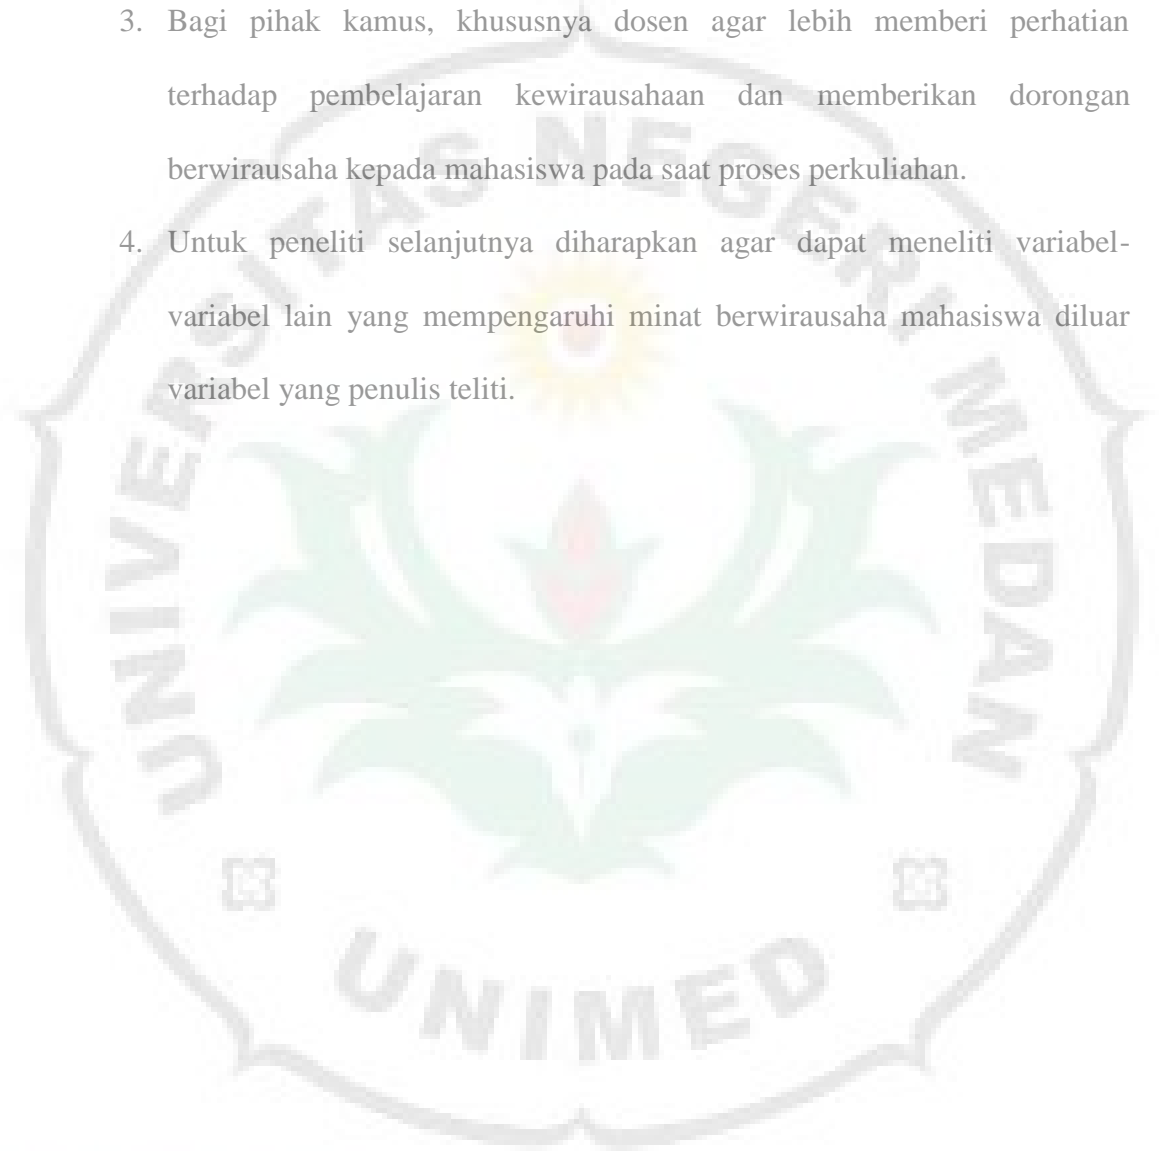 3. Bagi pihak kamus, khususnya dosen agar lebih memberi perhatian
terhadap pembelajaran kewirausahaan dan memberikan dorongan
berwirausaha kepada mahasiswa pada saat proses perkuliahan.
4. Untuk peneliti selanjutnya diharapkan agar dapat meneliti variabel-
variabel lain yang mempengaruhi minat berwirausaha mahasiswa diluar
variabel yang penulis teliti.
UNIVERSITAS NEGERI MEDAN
UNIMED